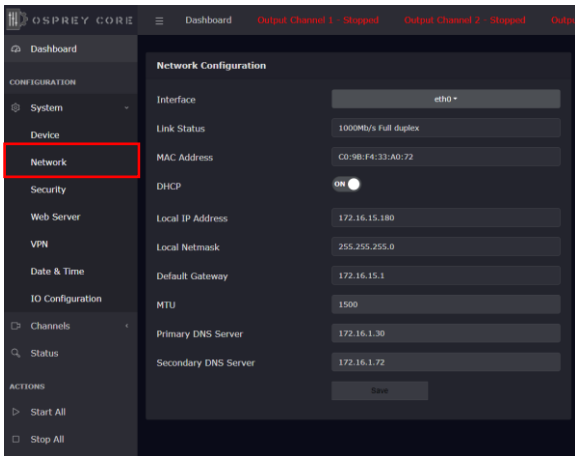 OSPREY CORE
Dashboard
Output Channel 1 - Stopped
Output Channel 2 - Stopped
Dashboard
CONFIGURATION
System
Device
Network
Security
Web Server
VPN
Date & Time
IO Configuration
Channels
Status
ACTIONS
Start All
Stop All
Network Configuration
Interface
eth0
Link Status
1000Mb/s Full duplex
MAC Address
C0:9B:F4:33:A0:72
DHCP
ON
Local IP Address
172.16.15.180
Local Netmask
255.255.255.0
Default Gateway
172.16.15.1
MTU
1500
Primary DNS Server
172.16.1.30
Secondary DNS Server
172.16.1.72
Save